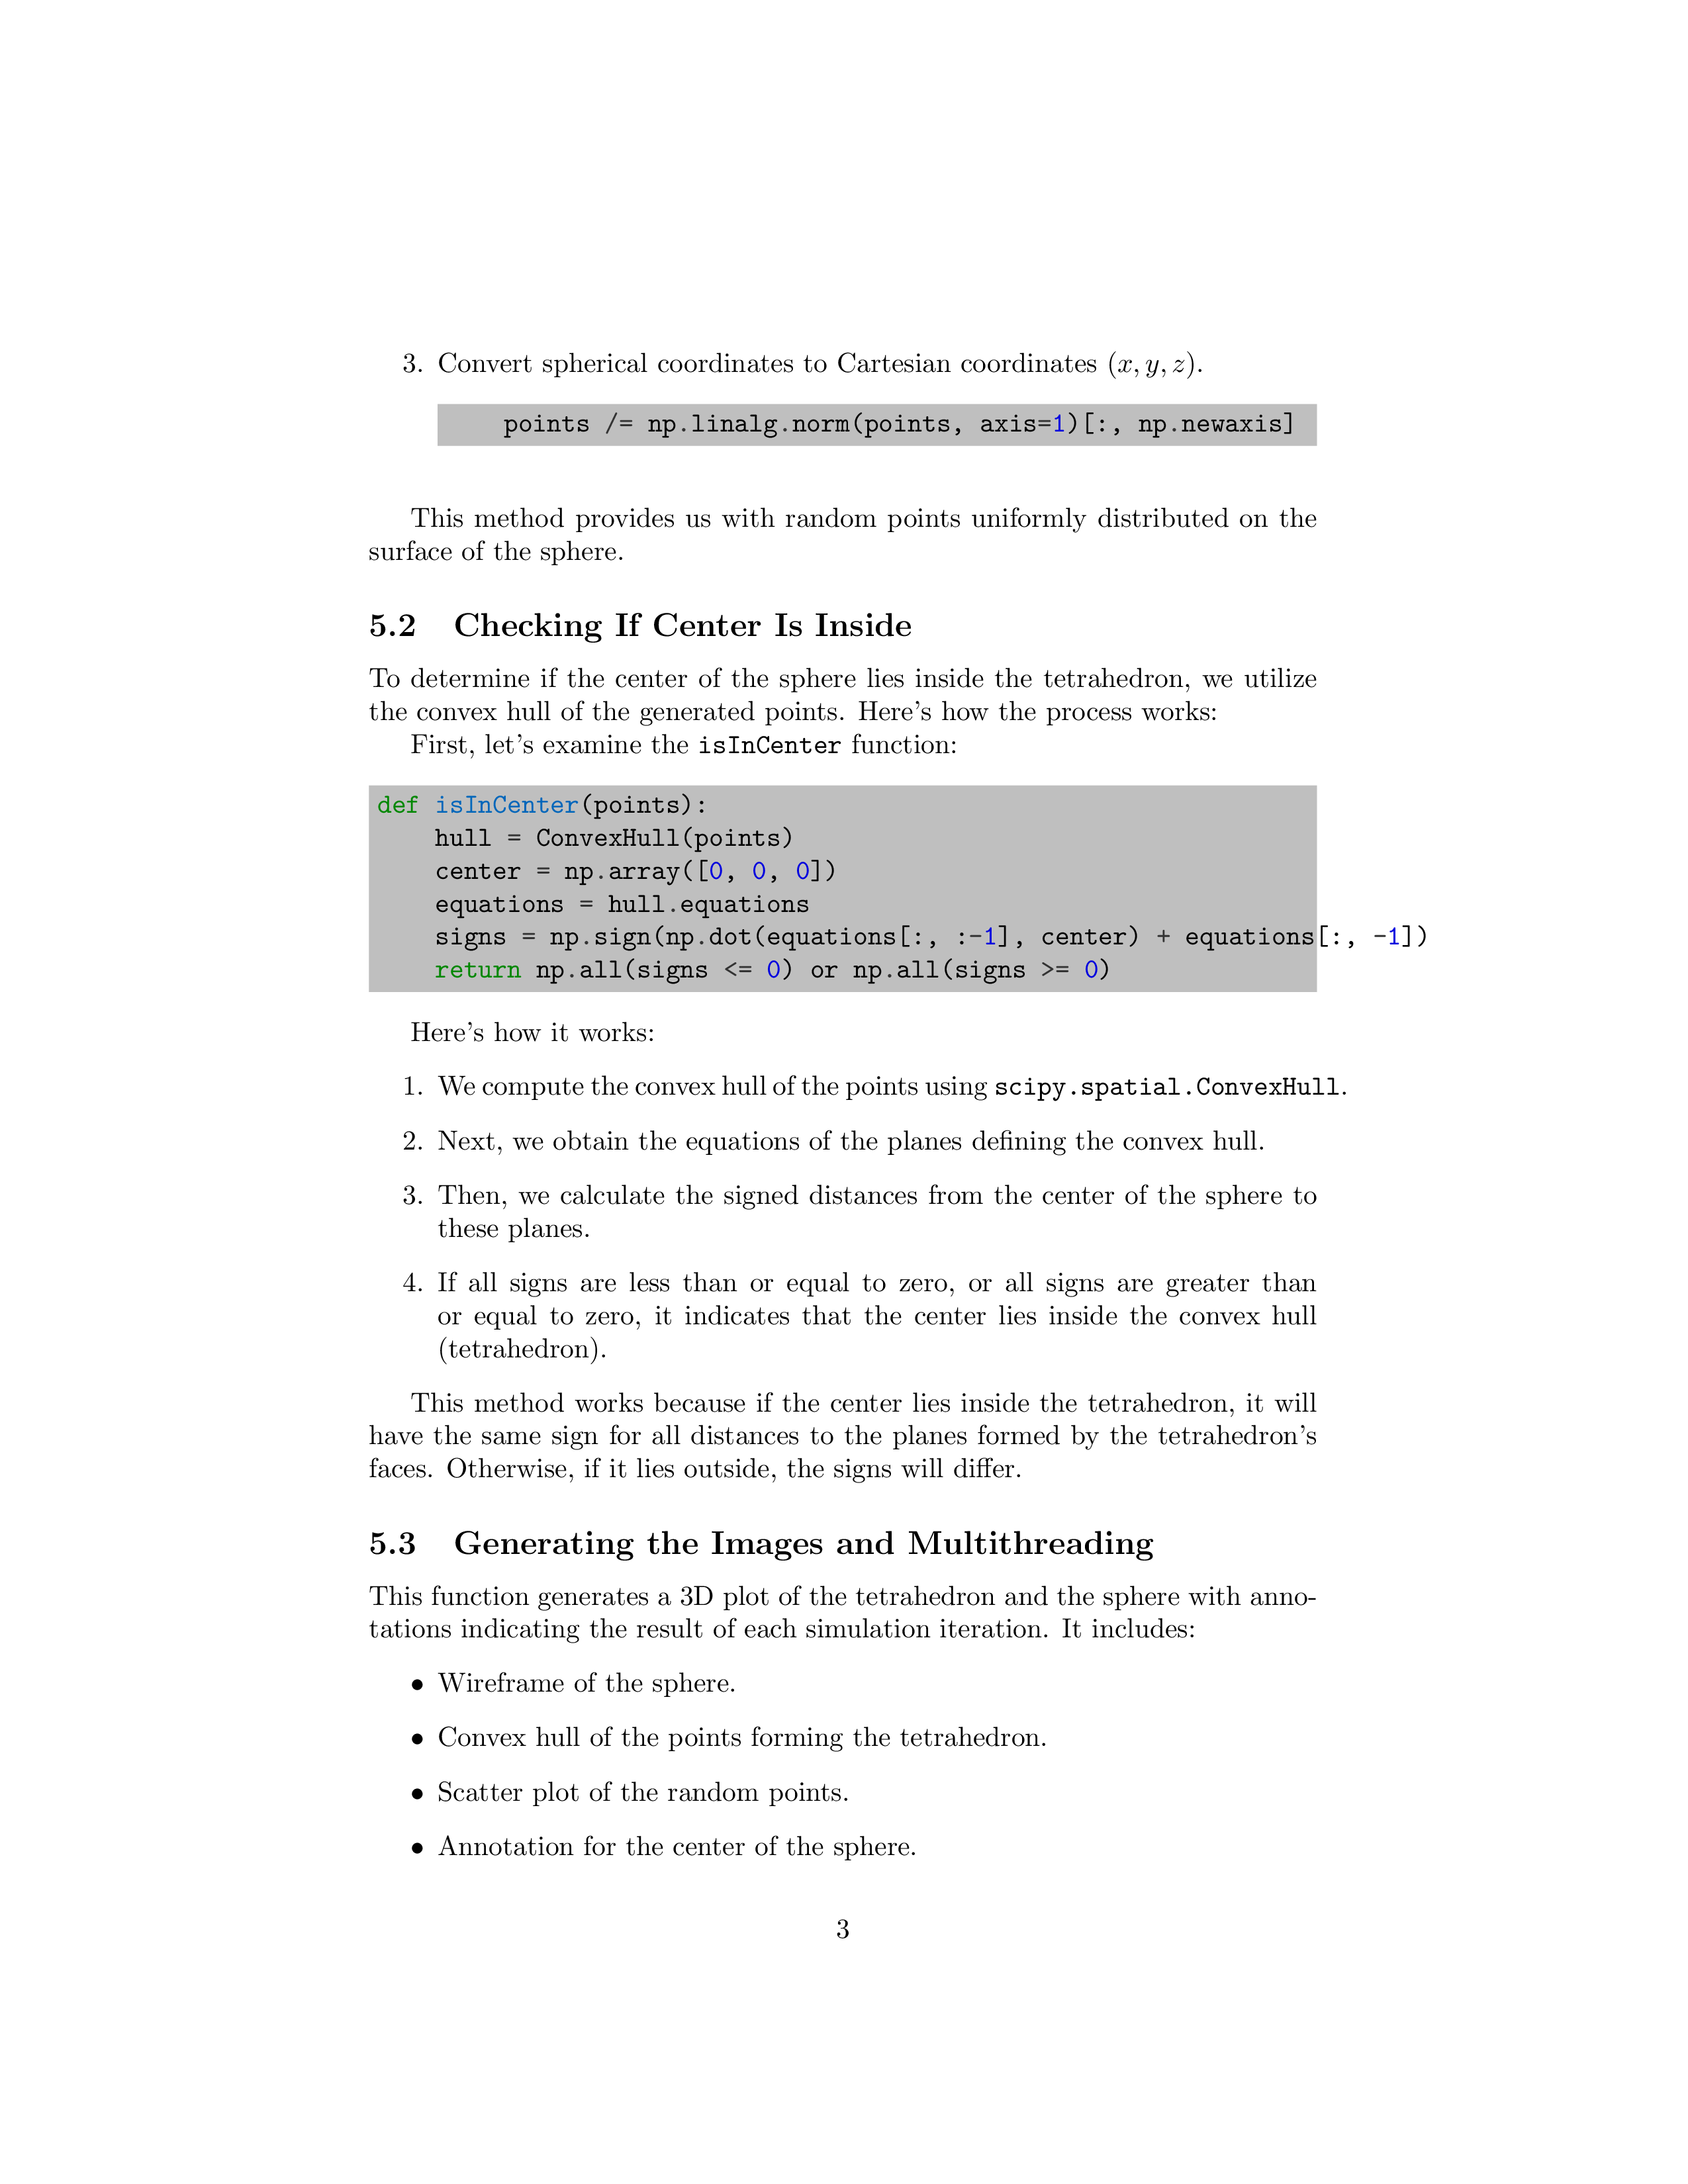 3. Convert spherical coordinates to Cartesian coordinates (x, y, z).
points /= np.linalg.norm(points, axis=1)[:, np.newaxis]
This method provides us with random points uniformly distributed on the
surface of the sphere.
5.2 Checking If Center Is Inside
To determine if the center of the sphere lies inside the tetrahedron, we utilize
the convex hull of the generated points. Here's how the process works:
First, let's examine the isInCenter function:
def isInCenter(points):
    hull = ConvexHull(points)
    center = np.array([0, 0, 0])
    equations = hull.equations
    signs = np.sign(np.dot(equations[:, :-1], center) + equations[:, -1])
    return np.all(signs <= 0) or np.all(signs >= 0)
Here's how it works:
1. We compute the convex hull of the points using scipy.spatial.ConvexHull.
2. Next, we obtain the equations of the planes defining the convex hull.
3. Then, we calculate the signed distances from the center of the sphere to
these planes.
4. If all signs are less than or equal to zero, or all signs are greater than
or equal to zero, it indicates that the center lies inside the convex hull
(tetrahedron).
This method works because if the center lies inside the tetrahedron, it will
have the same sign for all distances to the planes formed by the tetrahedron's
faces. Otherwise, if it lies outside, the signs will differ.
5.3 Generating the Images and Multithreading
This function generates a 3D plot of the tetrahedron and the sphere with anno-
tations indicating the result of each simulation iteration. It includes:
• Wireframe of the sphere.
• Convex hull of the points forming the tetrahedron.
• Scatter plot of the random points.
• Annotation for the center of the sphere.
3